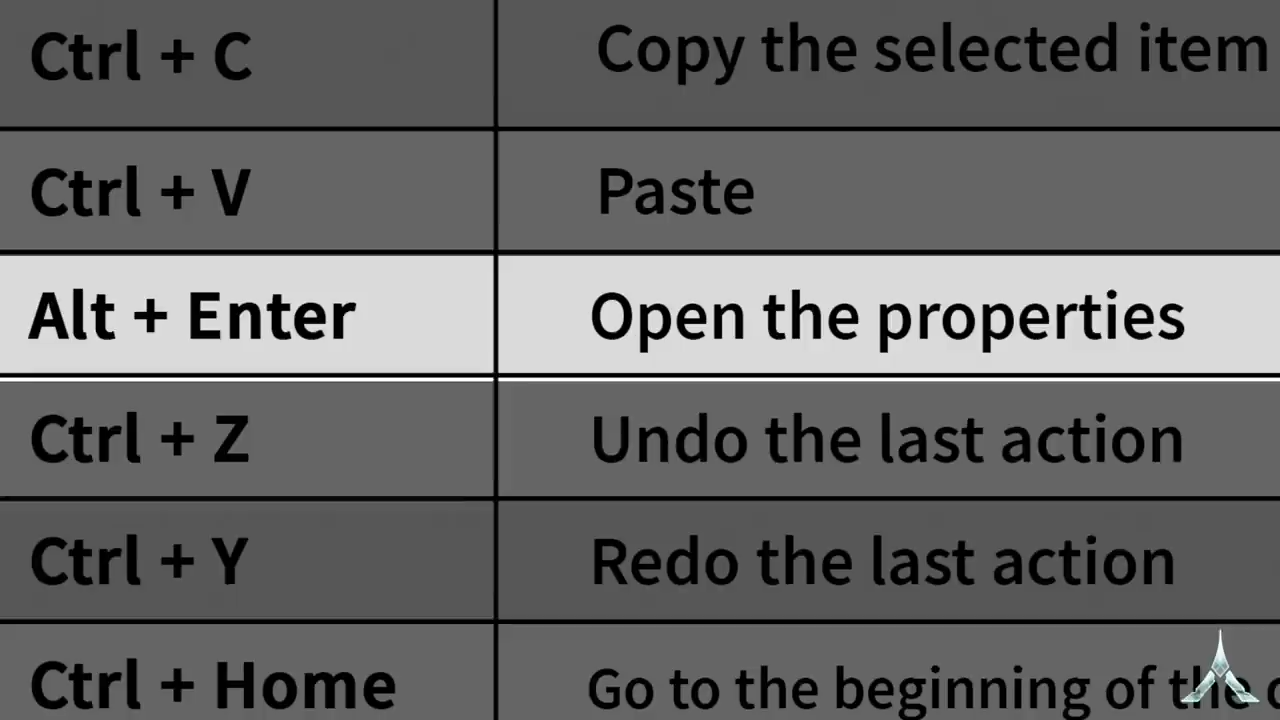 Ctrl + C Copy the selected item
Ctrl + V Paste
Alt + Enter Open the properties
Ctrl + Z Undo the last action
Ctrl + Y Redo the last action
Ctrl + Home Go to the beginning of the